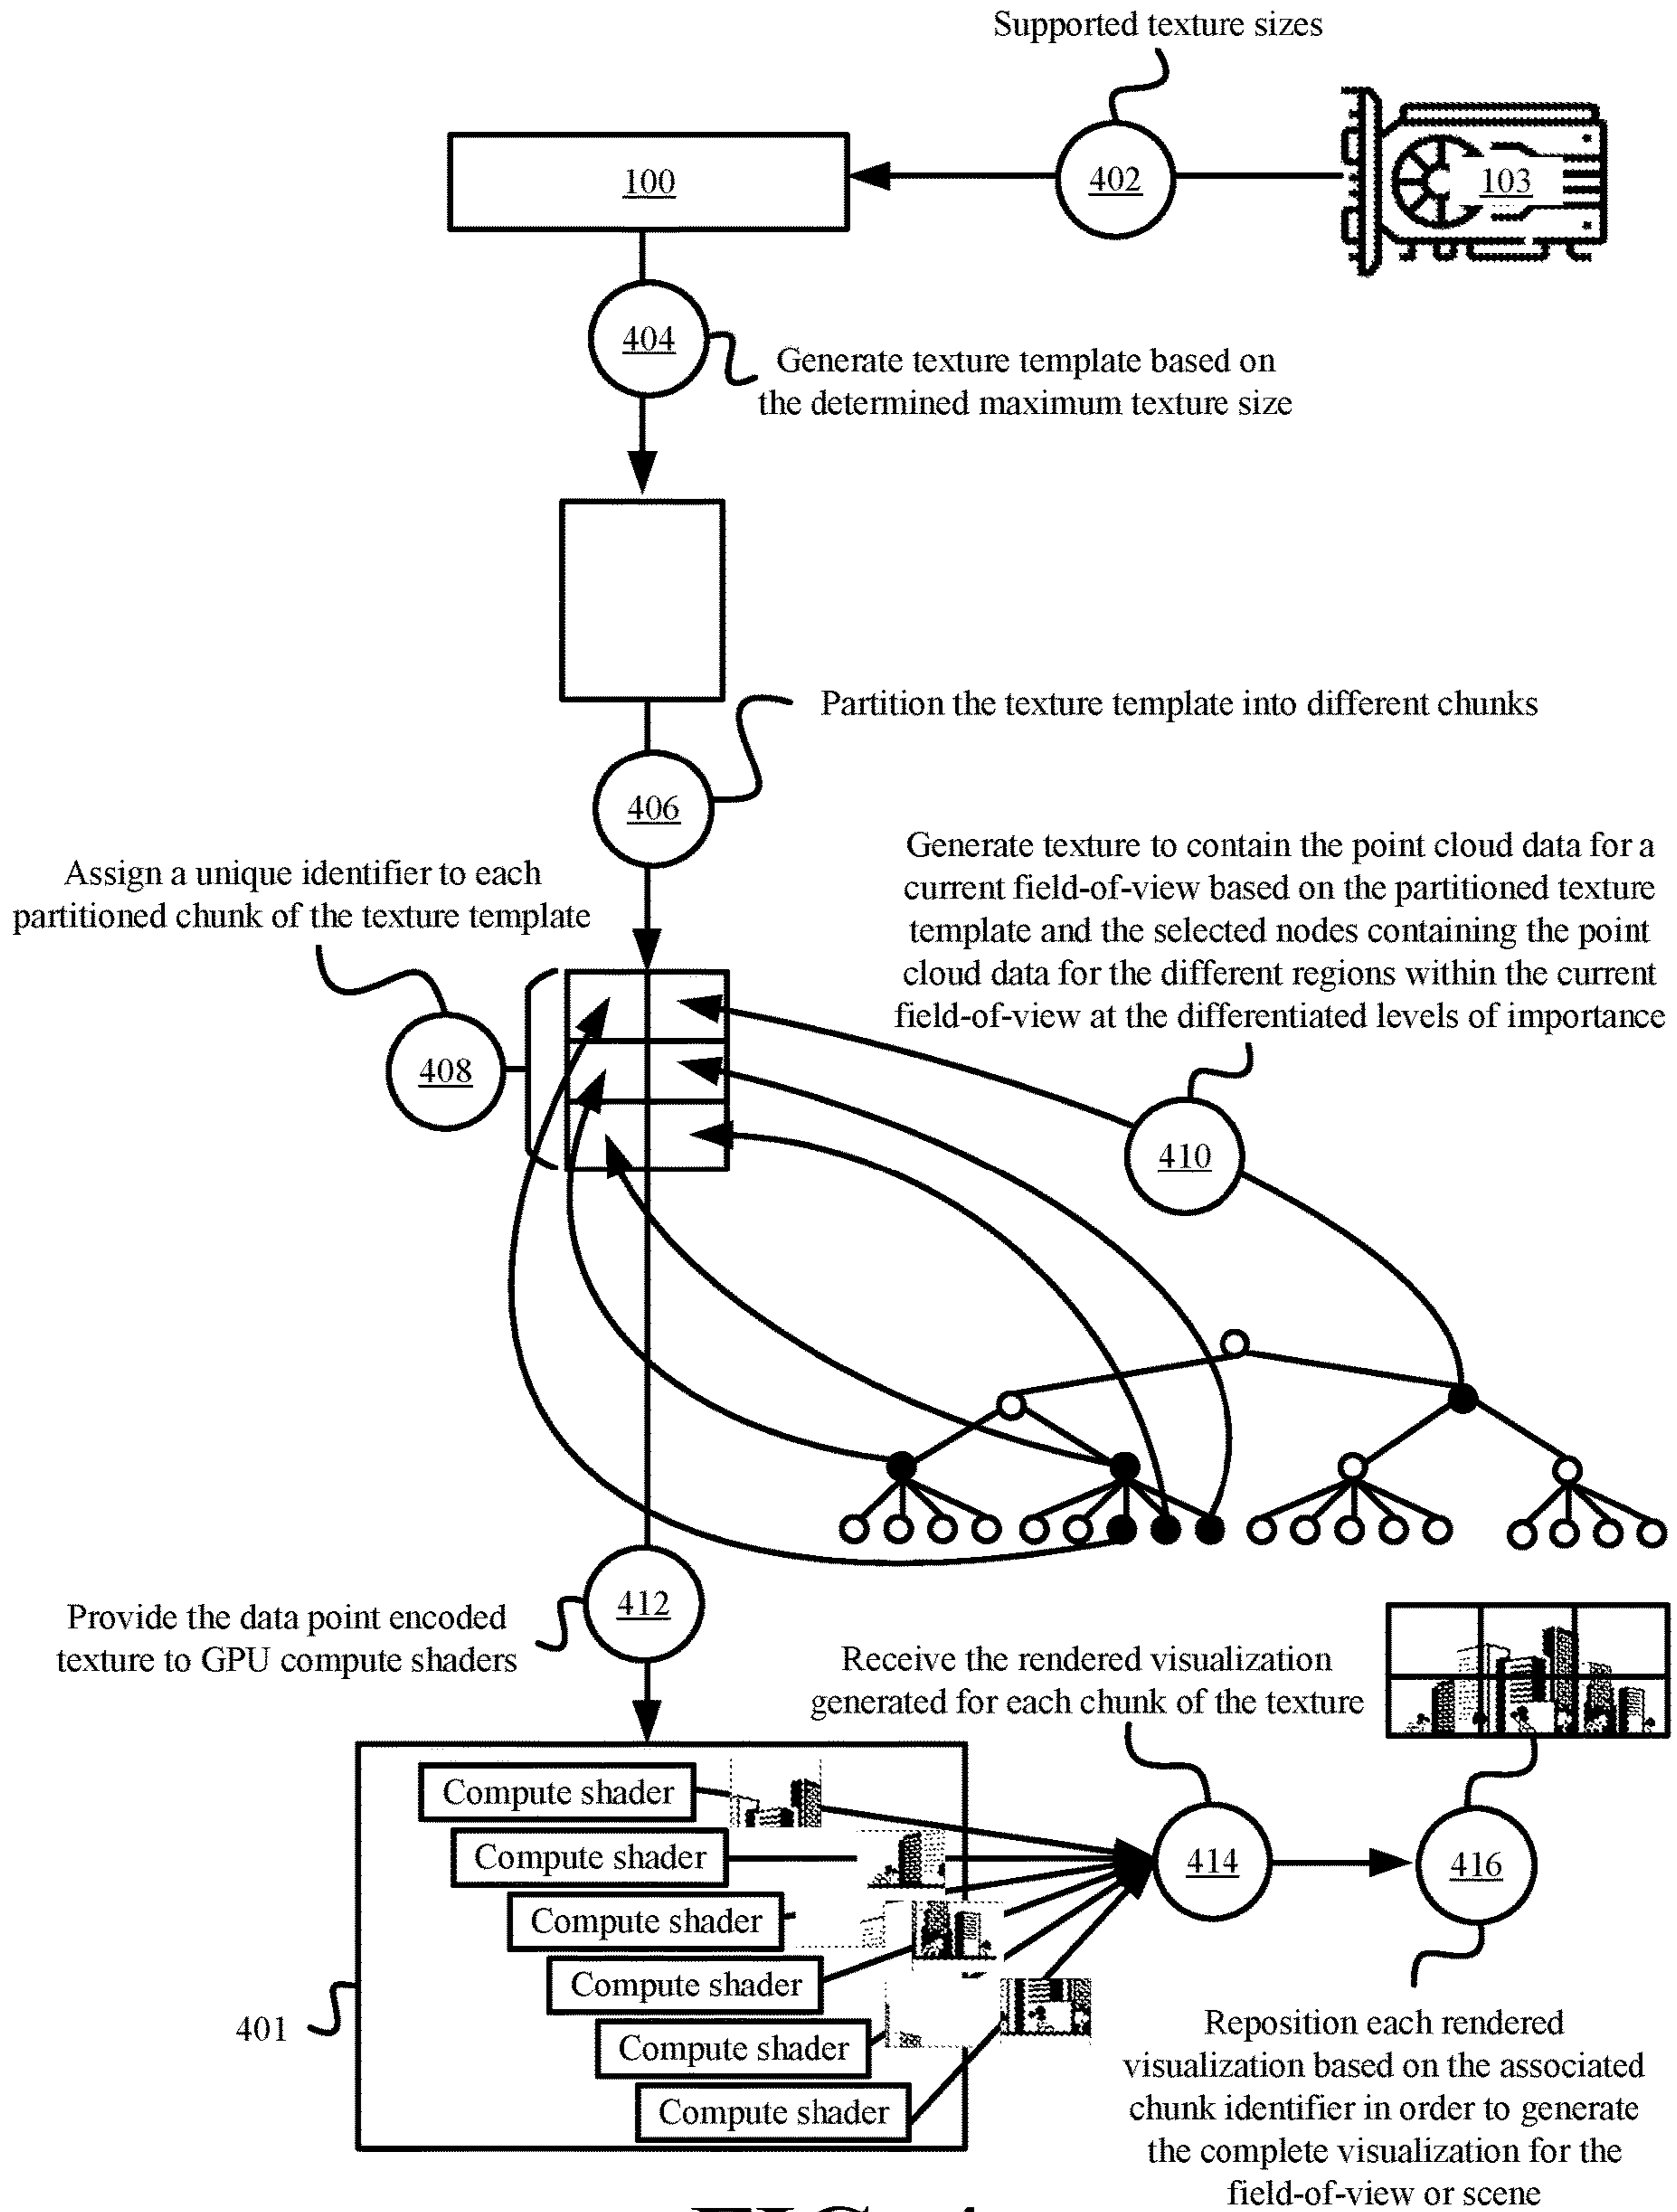 Supported texture sizes
100
402
103
404
Generate texture template based on
the determined maximum texture size
Partition the texture template into different chunks
406
Assign a unique identifier to each
partitioned chunk of the texture template
408
Generate texture to contain the point cloud data for a
current field-of-view based on the partitioned texture
template and the selected nodes containing the point
cloud data for the different regions within the current
field-of-view at the differentiated levels of importance
410
412
Provide the data point encoded
texture to GPU compute shaders
Receive the rendered visualization
generated for each chunk of the texture
Compute shader
Compute shader
Compute shader
Compute shader
Compute shader
Compute shader
401
414
416
Reposition each rendered
visualization based on the associated
chunk identifier in order to generate
the complete visualization for the
field-of-view or scene